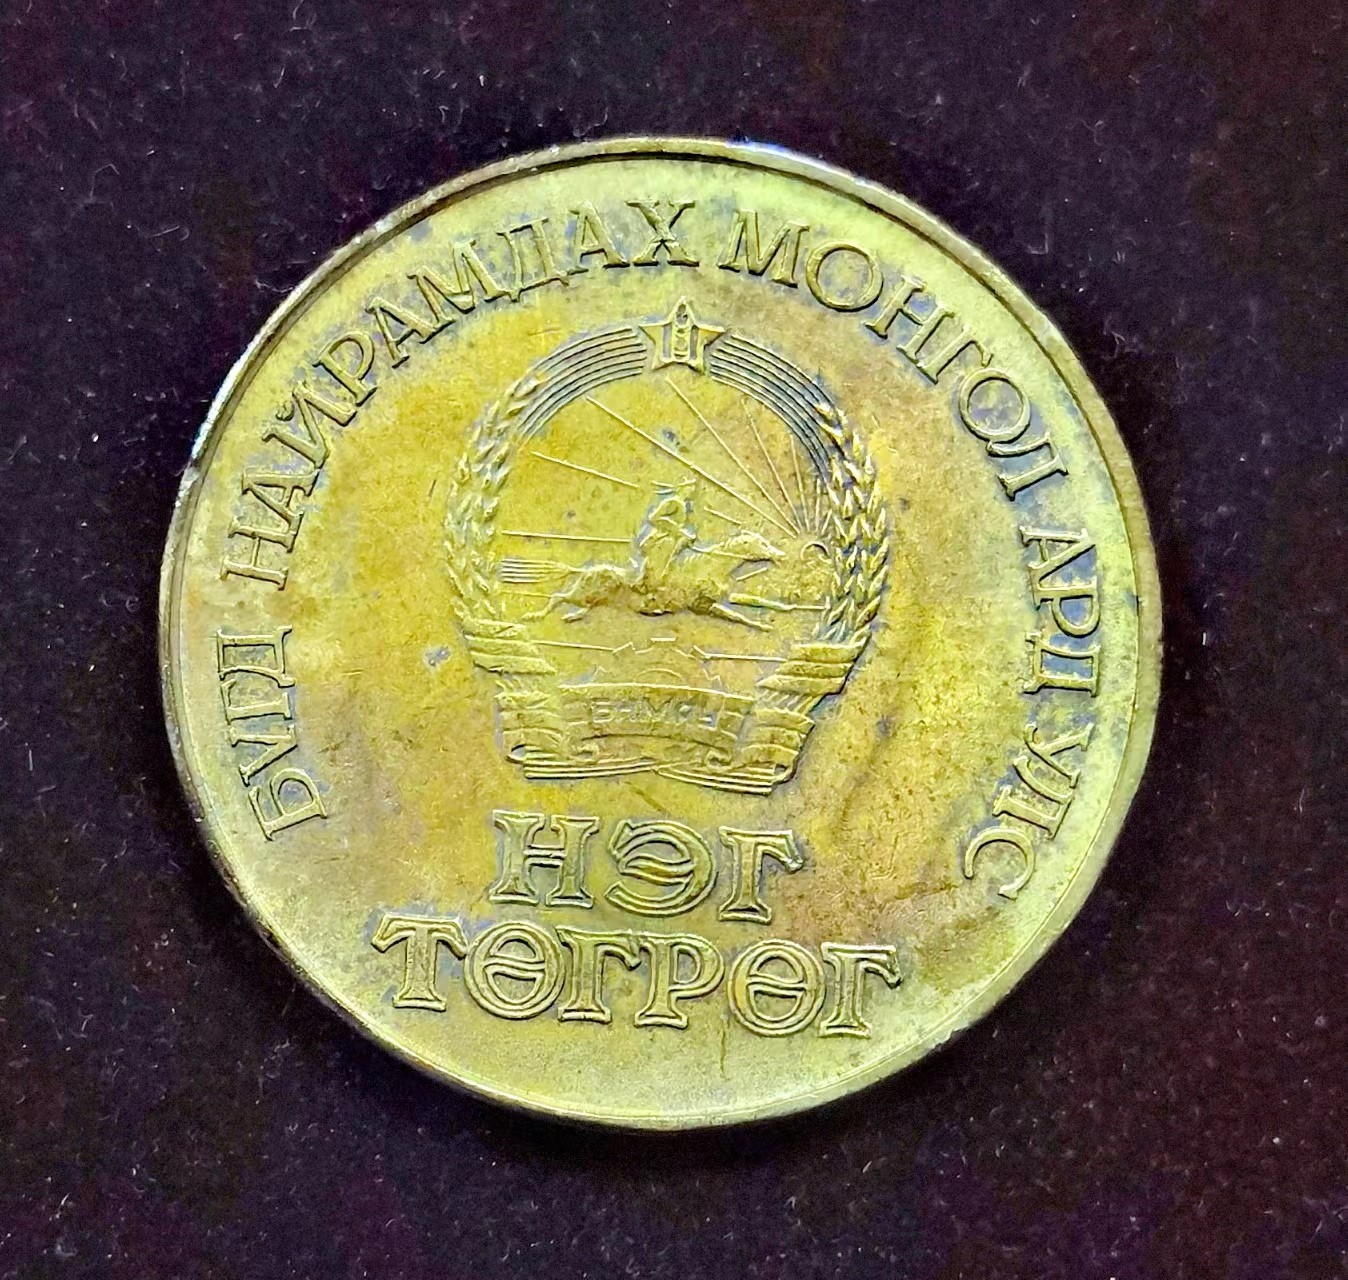 БҮГД НАЙРАМДАХ МОНГОЛ АРД УЛС
БНМАУ
НЭГ
ТӨГРӨГ